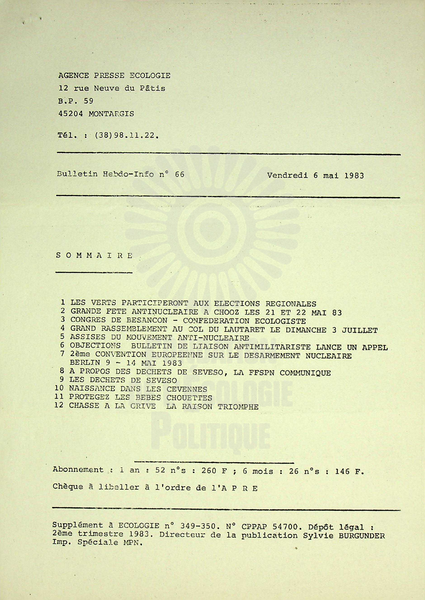 AGENCE PRESSE ECOLOGIE
12 rue Neuve du Pâtis
B.P. 59
45204 MONTARGIS
Tél. : (38)98.11.22.
Bulletin Hebdo-Info n° 66 Vendredi 6 mai 1983
S O M M A I R E
1 LES VERTS PARTICIPERONT AUX ELECTIONS REGIONALES
2 GRANDE FETE ANTINUCLEAIRE A CHOOZ LES 21 ET 22 MAI 83
3 CONGRES DE BESANCON - CONFEDERATION ECOLOGISTE
4 GRAND RASSEMBLEMENT AU COL DU LAUTARET LE DIMANCHE 3 JUILLET
5 ASSISES DU MOUVEMENT ANTI-NUCLEAIRE
6 OBJECTIONS BULLETIN DE LIAISON ANTIMILITARISTE LANCE UN APPEL
7 2ème CONVENTION EUROPEENNE SUR LE DESARMEMENT NUCLEAIRE
BERLIN 9 - 14 MAI 1983
8 A PROPOS DES DECHETS DE SEVESO, LA FFSPN COMMUNIQUE
9 LES DECHETS DE SEVESO
10 NAISSANCE DANS LES CEVENNES
11 PROTEGEZ LES BEBES CHOUETTES
12 CHASSE A LA GRIVE LA RAISON TRIOMPHE
ECOLOGIE
POLITIQUE
Abonnement : 1 an : 52 n°s : 260 F ; 6 mois : 26 n°s : 146 F.
Chèque à libeller à l'ordre de l'A P R E
Supplément à ECOLOGIE n° 349-350. N° CPPAP 54700. Dépôt légal :
2ème trimestre 1983. Directeur de la publication Sylvie BURGUNDER
Imp. Spéciale MPN.